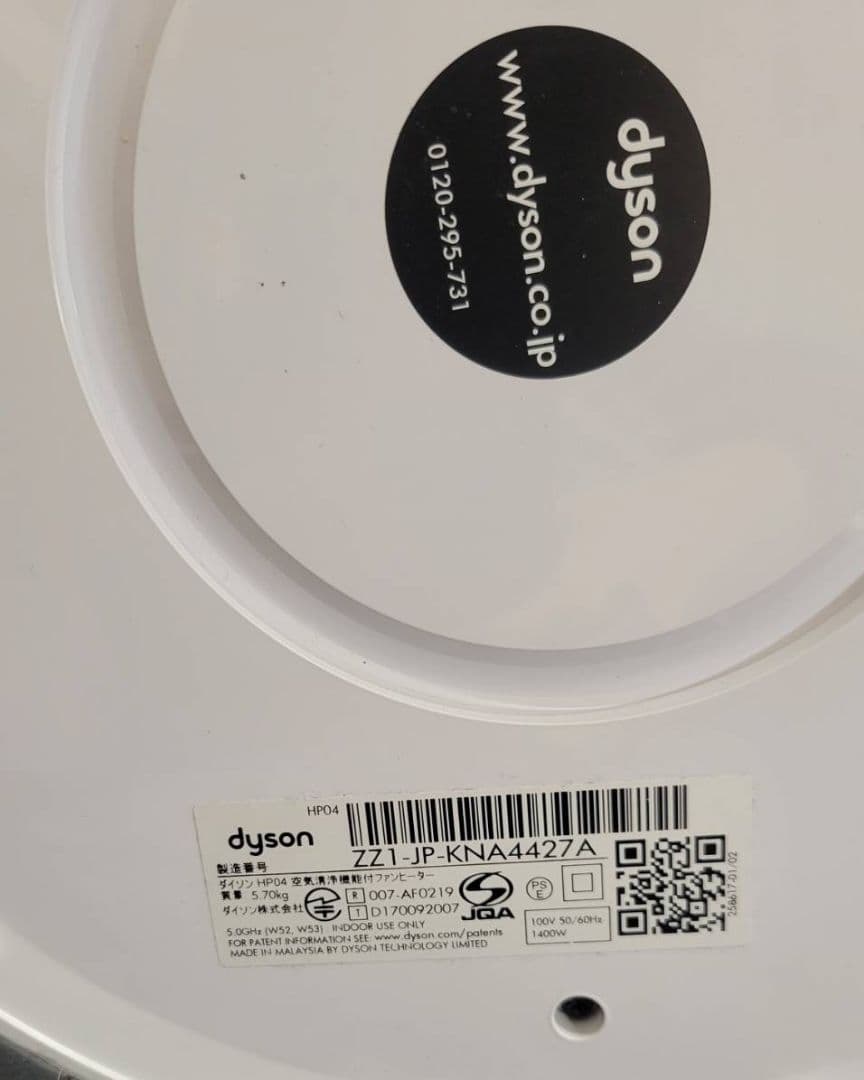 dyson
www.dyson.co.jp
0120-295-731
HP04
dyson
ZZ1-JP-KNA4427A
製造番号
ダイソン HP04 空気清浄機能付ファンヒーター
質量 5.70kg
R 007-AF0219
ダイソン株式会社
T D170092007
JQA
PS
E
5.0GHz (W52, W53) : INDOOR USE ONLY
FOR PATENT INFORMATION SEE: www.dyson.com/patents
MADE IN MALAYSIA BY DYSON TECHNOLOGY LIMITED
100V 50/60Hz
1400W
258617-01/02